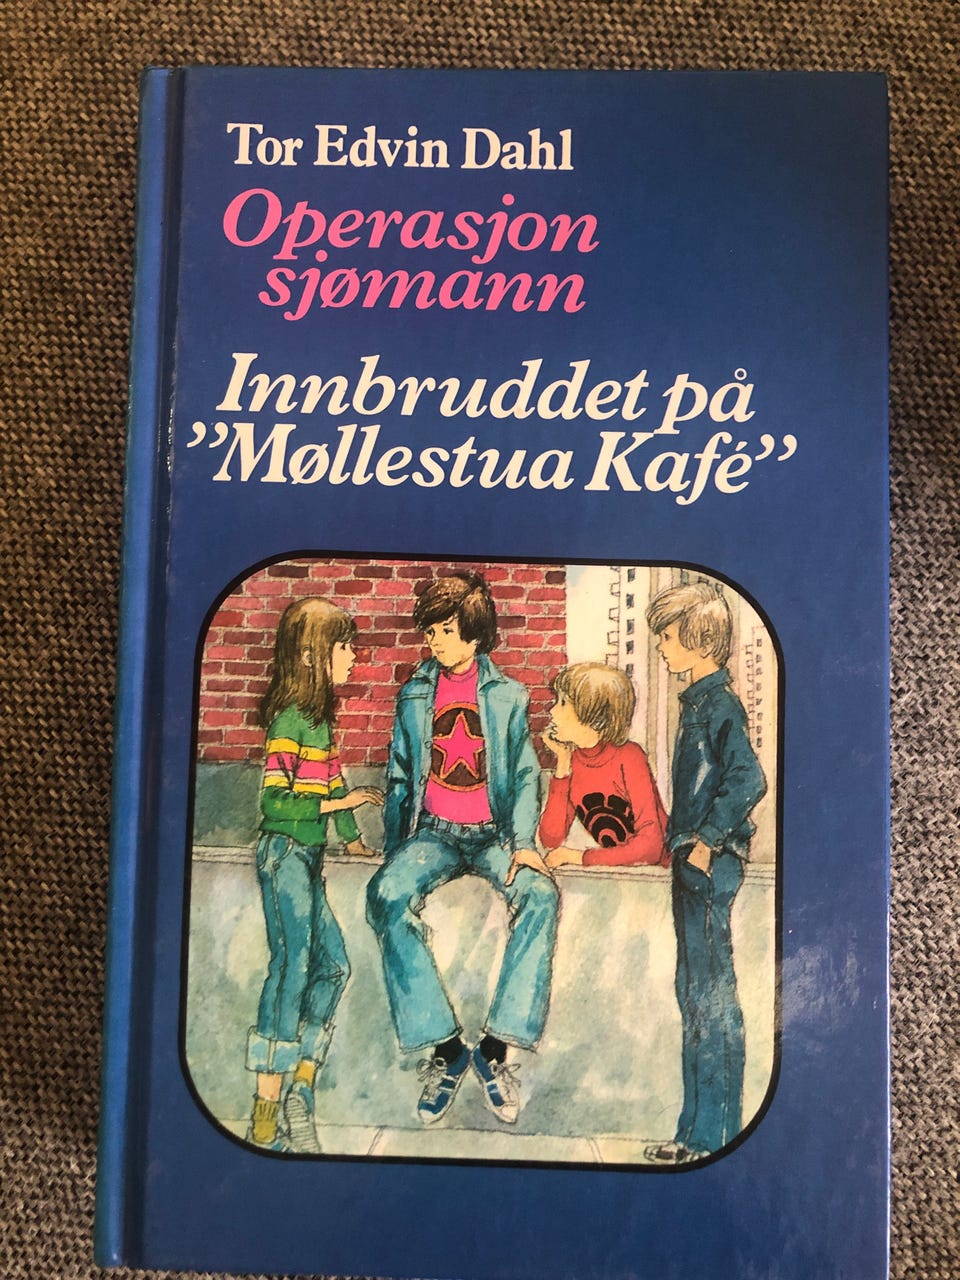 Tor Edvin Dahl
Operasjon
sjømann
Innbruddet på
”Møllestua Kafé”